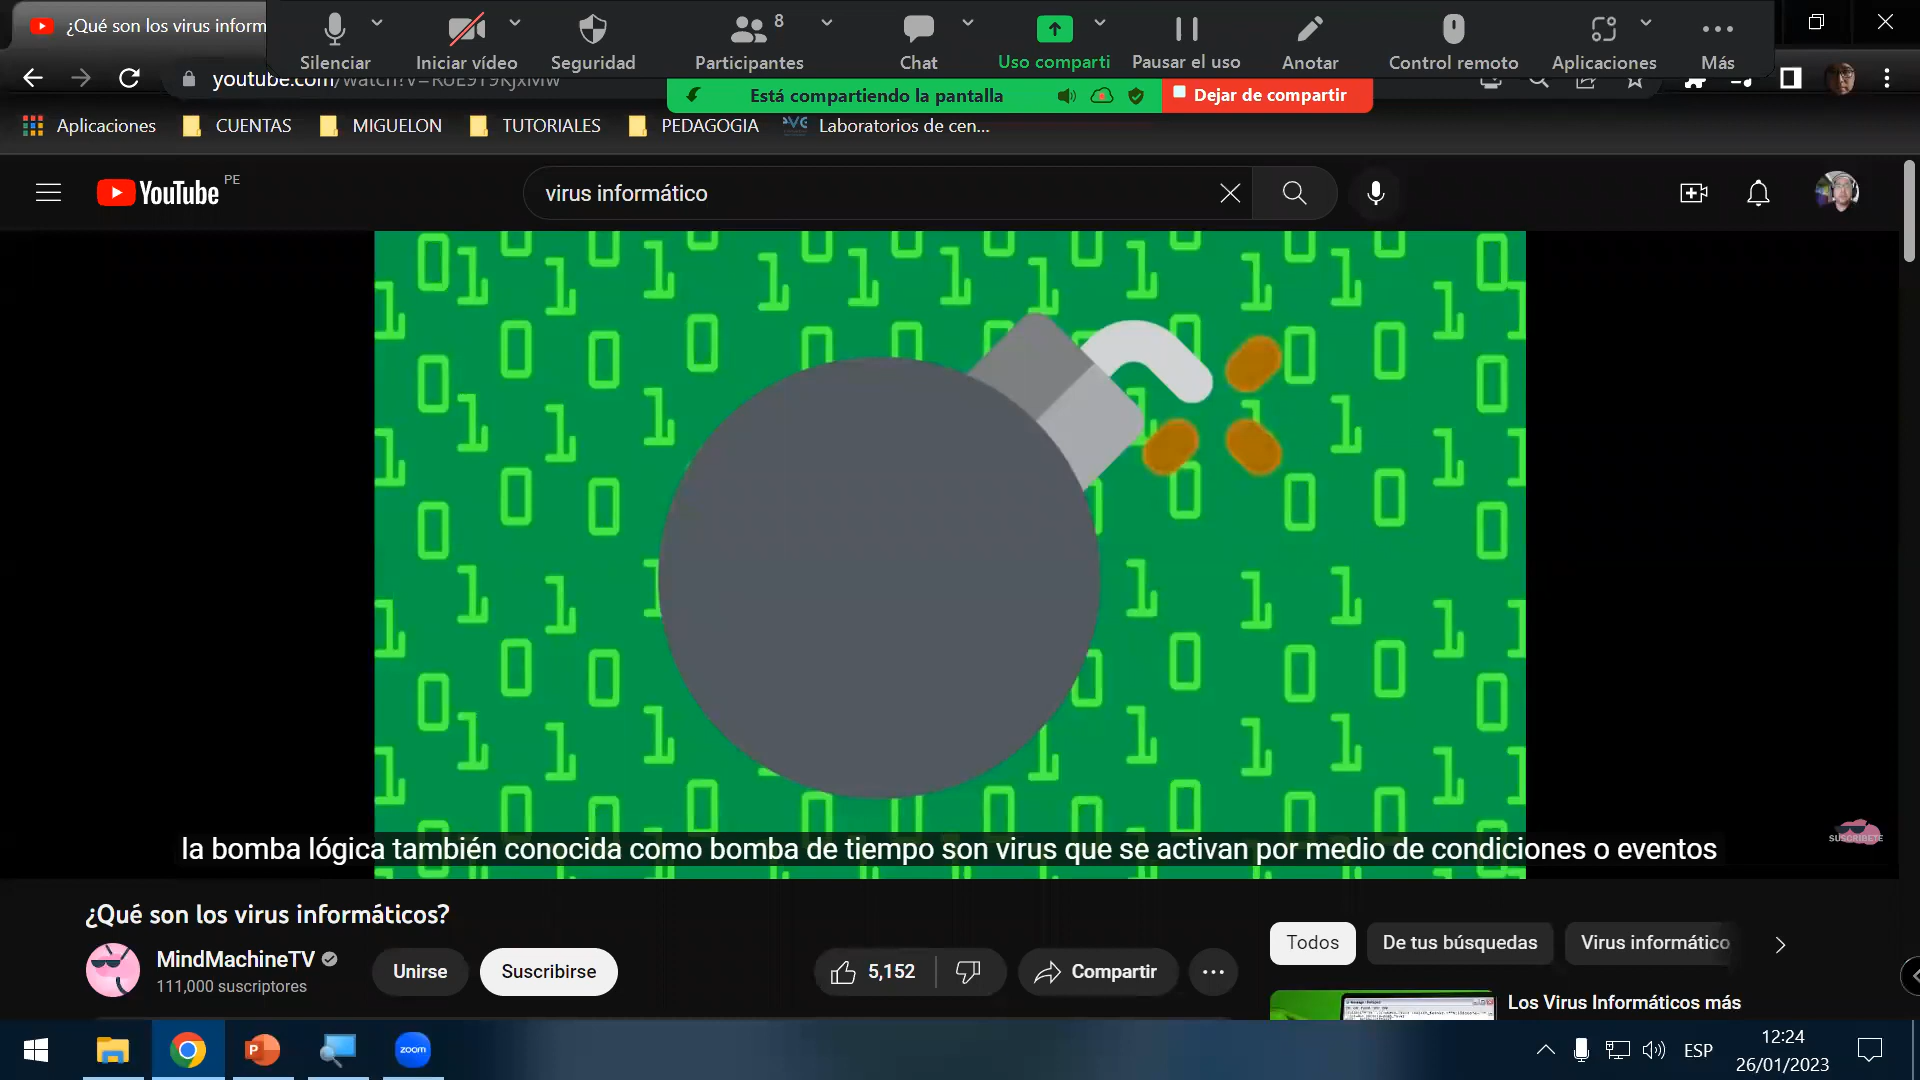 ¿Qué son los virus inform
Silenciar
Iniciar vídeo
Seguridad
8
Participantes
Chat
Uso comparti
Pausar el uso
Anotar
Control remoto
Aplicaciones
Más
youtube.com
Está compartiendo la pantalla
Dejar de compartir
Aplicaciones
CUENTAS
MIGUELON
TUTORIALES
PEDAGOGIA
Laboratorios de cen...
YouTube PE
virus informático
la bomba lógica también conocida como bomba de tiempo son virus que se activan por medio de condiciones o eventos
SUSCRIBETE
¿Qué son los virus informáticos?
MindMachineTV
111,000 suscriptores
Unirse
Suscribirse
5,152
Compartir
Todos
De tus búsquedas
Virus informático
Los Virus Informáticos más
zoom
ESP
12:24
26/01/2023